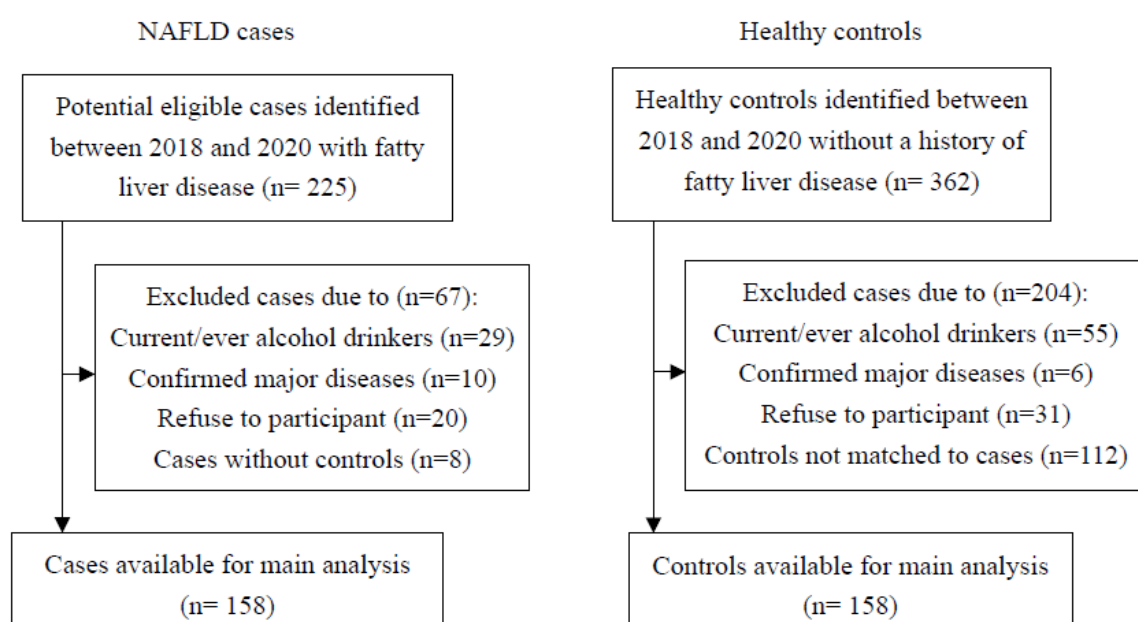 NAFLD cases
Potential eligible cases identified
between 2018 and 2020 with fatty
liver disease (n= 225)
Excluded cases due to (n=67):
Current/ever alcohol drinkers (n=29)
Confirmed major diseases (n=10)
Refuse to participant (n=20)
Cases without controls (n=8)
Cases available for main analysis
(n= 158)
Healthy controls
Healthy controls identified between
2018 and 2020 without a history of
fatty liver disease (n= 362)
Excluded cases due to (n=204):
Current/ever alcohol drinkers (n=55)
Confirmed major diseases (n=6)
Refuse to participant (n=31)
Controls not matched to cases (n=112)
Controls available for main analysis
(n= 158)